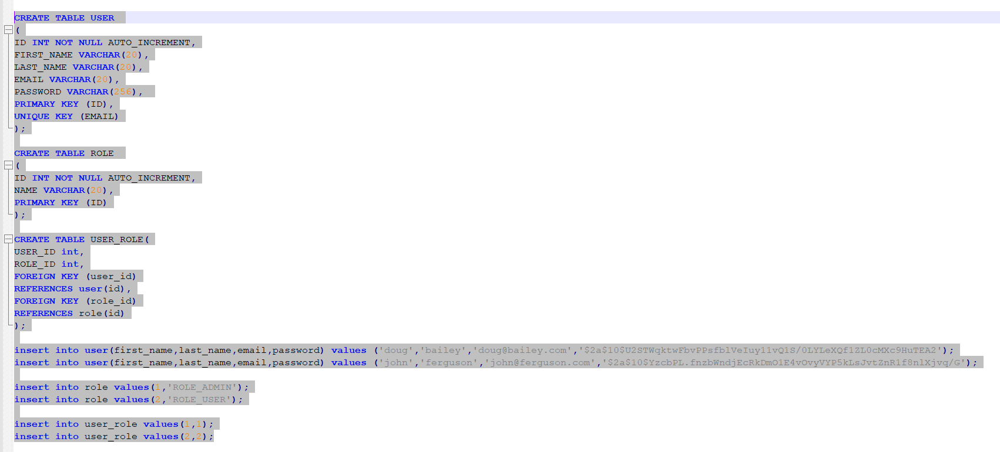 CREATE TABLE USER
(
ID INT NOT NULL AUTO_INCREMENT,
FIRST_NAME VARCHAR(20),
LAST_NAME VARCHAR(20),
EMAIL VARCHAR(20),
PASSWORD VARCHAR(256),
PRIMARY KEY (ID),
UNIQUE KEY (EMAIL)
);
CREATE TABLE ROLE
(
ID INT NOT NULL AUTO_INCREMENT,
NAME VARCHAR(20),
PRIMARY KEY (ID)
);
CREATE TABLE USER_ROLE(
USER_ID int,
ROLE_ID int,
FOREIGN KEY (user_id)
REFERENCES user(id),
FOREIGN KEY (role_id)
REFERENCES role(id)
);
insert into user(first_name,last_name,email,password) values ('doug','bailey','doug@bailey.com','$2a$10$U2STWqktwFbvPPsfblVeIuy11vQ1S/0LYLeXQf1ZL0cMXc9HuTEA2');
insert into user(first_name,last_name,email,password) values ('john','ferguson','john@ferguson.com','$2a$10$YzcbPL.fnzbWndjEcRkDmO1E4vOvyVYP5kLsJvtZnR1f8nlXjvq/G');
insert into role values(1,'ROLE_ADMIN');
insert into role values(2,'ROLE_USER');
insert into user_role values(1,1);
insert into user_role values(2,2);